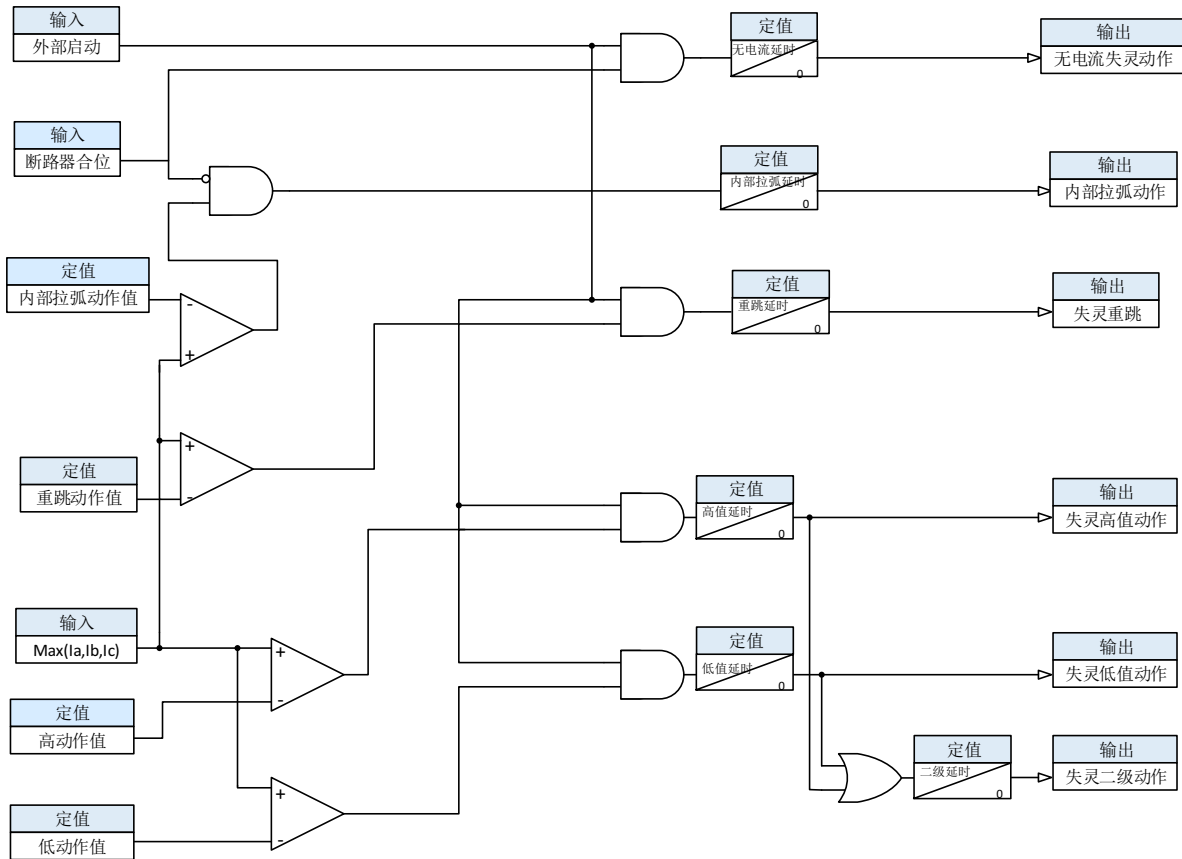 输入
外部启动
定值
无电流延时
0
输出
无电流失灵动作
输入
断路器合位
定值
内部拉弧延时
0
输出
内部拉弧动作
定值
内部拉弧动作值
-
+
定值
重跳延时
0
输出
失灵重跳
+
-
定值
重跳动作值
定值
高值延时
0
输出
失灵高值动作
输入
Max(Ia,Ib,Ic)
+
-
定值
高动作值
定值
低值延时
0
输出
失灵低值动作
定值
二级延时
0
输出
失灵二级动作
+
-
定值
低动作值